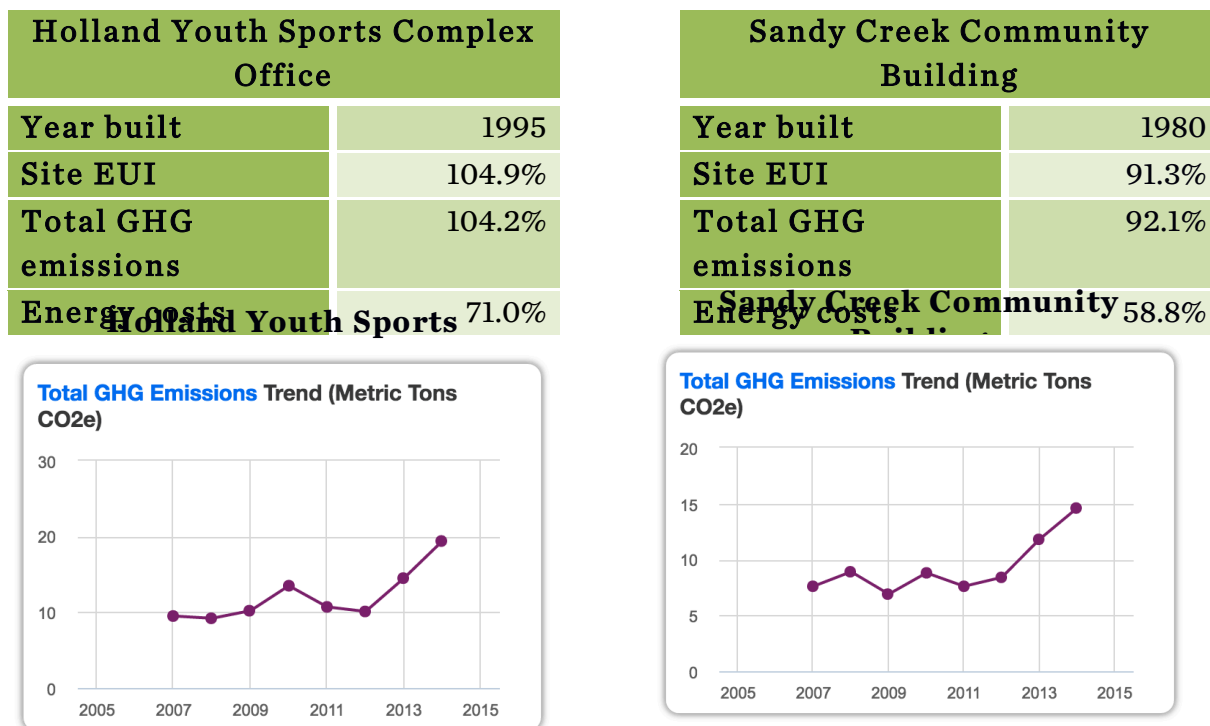 Holland Youth Sports Complex
Office
Year built 1995
Site EUI 104.9%
Total GHG 104.2%
emissions
Energy costs 71.0%
Holland Youth Sports
Total GHG Emissions Trend (Metric Tons
CO2e)
30
20
10
0
2005 2007 2009 2011 2013 2015
Sandy Creek Community
Building
Year built 1980
Site EUI 91.3%
Total GHG 92.1%
emissions
Energy costs 58.8%
Sandy Creek Community
Building
Total GHG Emissions Trend (Metric Tons
CO2e)
20
15
10
5
0
2005 2007 2009 2011 2013 2015